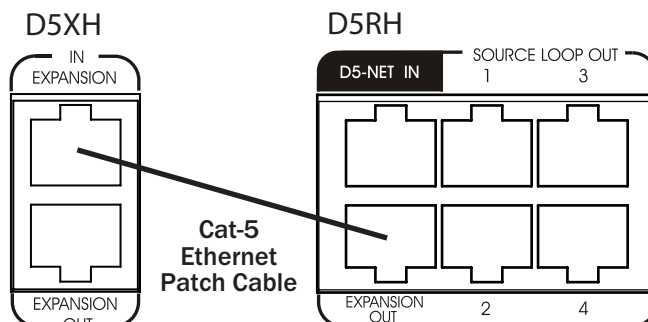 D5XH
IN
EXPANSION
EXPANSION
OUT
Cat-5
Ethernet
Patch Cable
D5RH
D5-NET IN
SOURCE LOOP OUT
1
3
EXPANSION
OUT
2
4